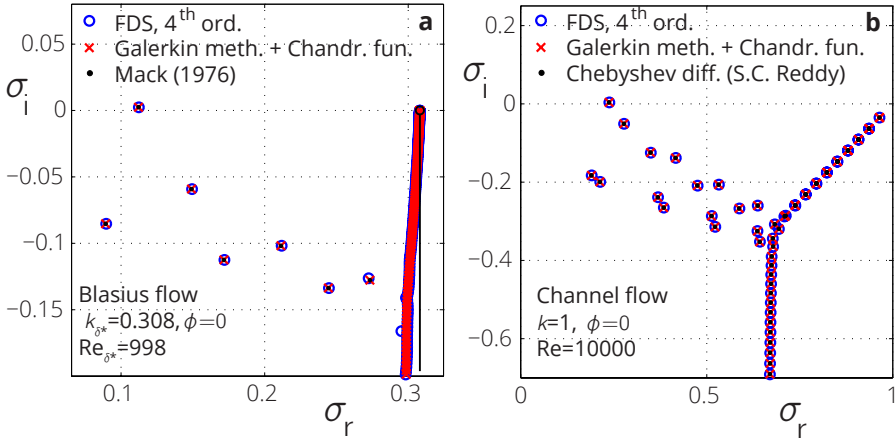 a
FDS, 4th ord.
Galerkin meth. + Chandr. fun.
Mack (1976)
σi
0.05
0
−0.05
−0.1
−0.15
Blasius flow
kδ*=0.308, ϕ=0
Reδ*=998
0.1
0.2
0.3
σr
b
FDS, 4th ord.
Galerkin meth. + Chandr. fun.
Chebyshev diff. (S.C. Reddy)
σi
0.2
0
−0.2
−0.4
−0.6
Channel flow
k=1, ϕ=0
Re=10000
0
0.5
1
σr